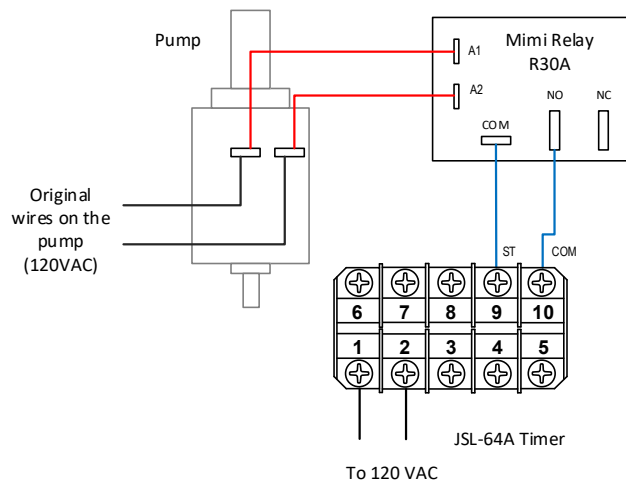 Pump
Mimi Relay
R30A
A1
A2
NO
NC
COM
Original
wires on the
pump
(120VAC)
ST
COM
6 7 8 9 10
1 2 3 4 5
JSL-64A Timer
To 120 VAC